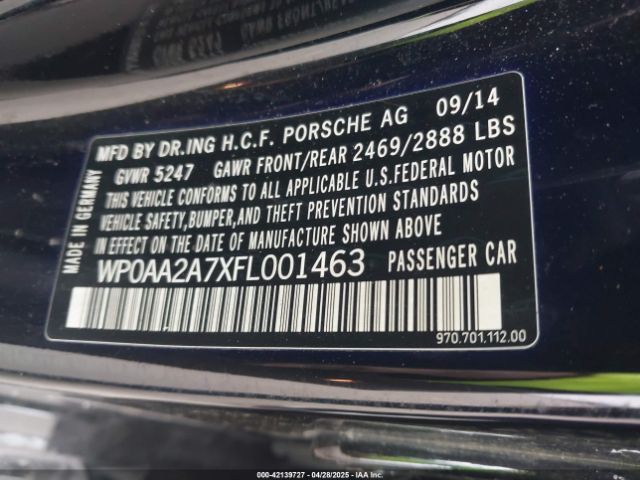 MFD BY DR.ING H.C.F. PORSCHE AG 09/14
GVWR 5247 GAWR FRONT/REAR 2469/2888 LBS
THIS VEHICLE CONFORMS TO ALL APPLICABLE U.S.FEDERAL MOTOR
VEHICLE SAFETY,BUMPER,AND THEFT PREVENTION STANDARDS
IN EFFECT ON THE DATE OF MANUFACTURE SHOWN ABOVE
WP0AA2A7XFL001463 PASSENGER CAR
970.701.112.00
MADE IN GERMANY
000-42139727 - 04/28/2025 - IAA, Inc.